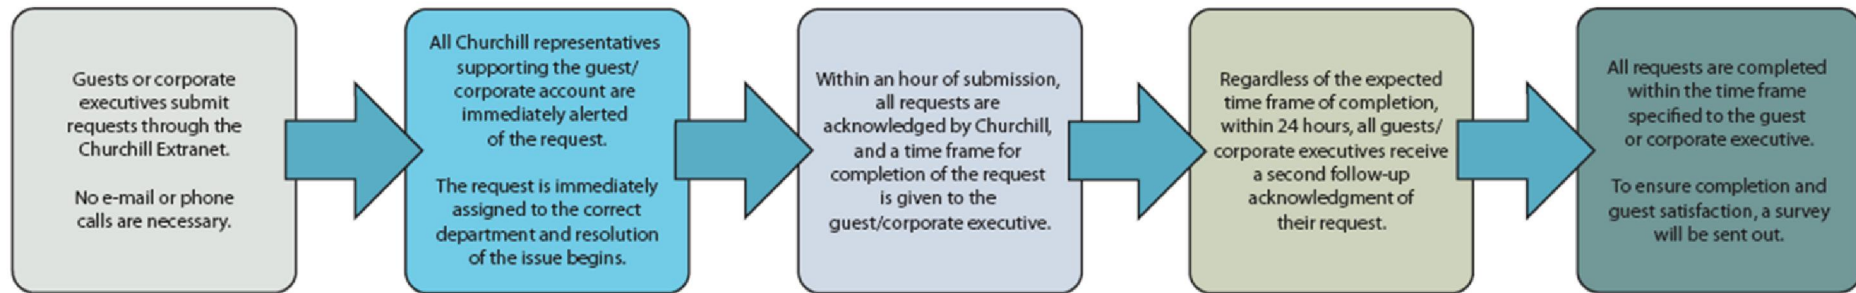 Guests or corporate
executives submit
requests through the
Churchill Extranet.
No e-mail or phone
calls are necessary.
All Churchill representatives
supporting the guest/
corporate account are
immediately alerted
of the request.
The request is immediately
assigned to the correct
department and resolution
of the issue begins.
Within an hour of submission,
all requests are
acknowledged by Churchill,
and a time frame for
completion of the request
is given to the
guest/corporate executive.
Regardless of the expected
time frame of completion,
within 24 hours, all guests/
corporate executives receive
a second follow-up
acknowledgment of
their request.
All requests are completed
within the time frame
specified to the guest
or corporate executive.
To ensure completion and
guest satisfaction, a survey
will be sent out.